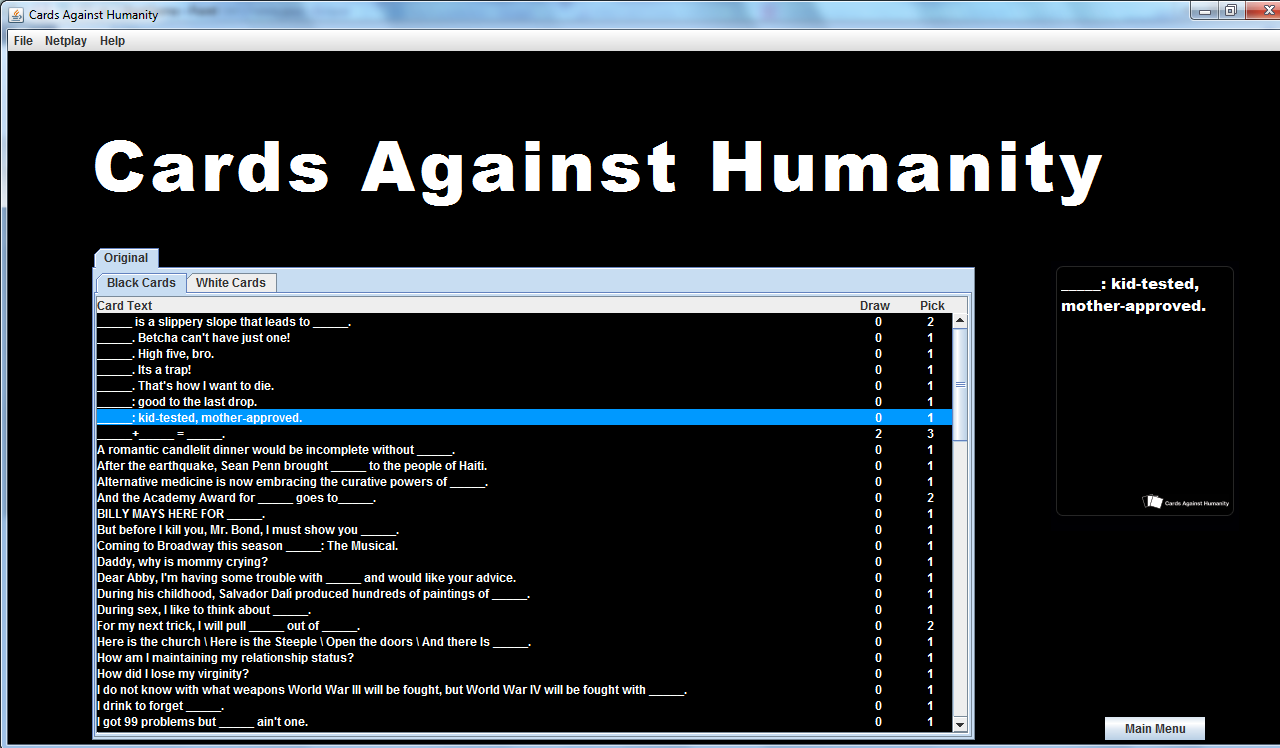 Cards Against Humanity
File Netplay Help
Cards Against Humanity
Original
Black Cards White Cards
Card Text Draw Pick
_____ is a slippery slope that leads to _____. 0 2
_____. Betcha can't have just one! 0 1
_____. High five, bro. 0 1
_____. Its a trap! 0 1
_____. That's how I want to die. 0 1
_____: good to the last drop. 0 1
_____: kid-tested, mother-approved. 0 1
_____+_____ = _____. 2 3
A romantic candlelit dinner would be incomplete without _____. 0 1
After the earthquake, Sean Penn brought _____ to the people of Haiti. 0 1
Alternative medicine is now embracing the curative powers of _____. 0 1
And the Academy Award for _____ goes to_____. 0 2
BILLY MAYS HERE FOR _____. 0 1
But before I kill you, Mr. Bond, I must show you _____. 0 1
Coming to Broadway this season _____: The Musical. 0 1
Daddy, why is mommy crying? 0 1
Dear Abby, I'm having some trouble with _____ and would like your advice. 0 1
During his childhood, Salvador Dalí produced hundreds of paintings of _____. 0 1
During sex, I like to think about _____. 0 1
For my next trick, I will pull _____ out of _____. 0 2
Here is the church \ Here is the Steeple \ Open the doors \ And there Is _____. 0 1
How am I maintaining my relationship status? 0 1
How did I lose my virginity? 0 1
I do not know with what weapons World War III will be fought, but World War IV will be fought with _____. 0 1
I drink to forget _____. 0 1
I got 99 problems but _____ ain't one. 0 1
_____: kid-tested,
mother-approved.
Cards Against Humanity
Main Menu